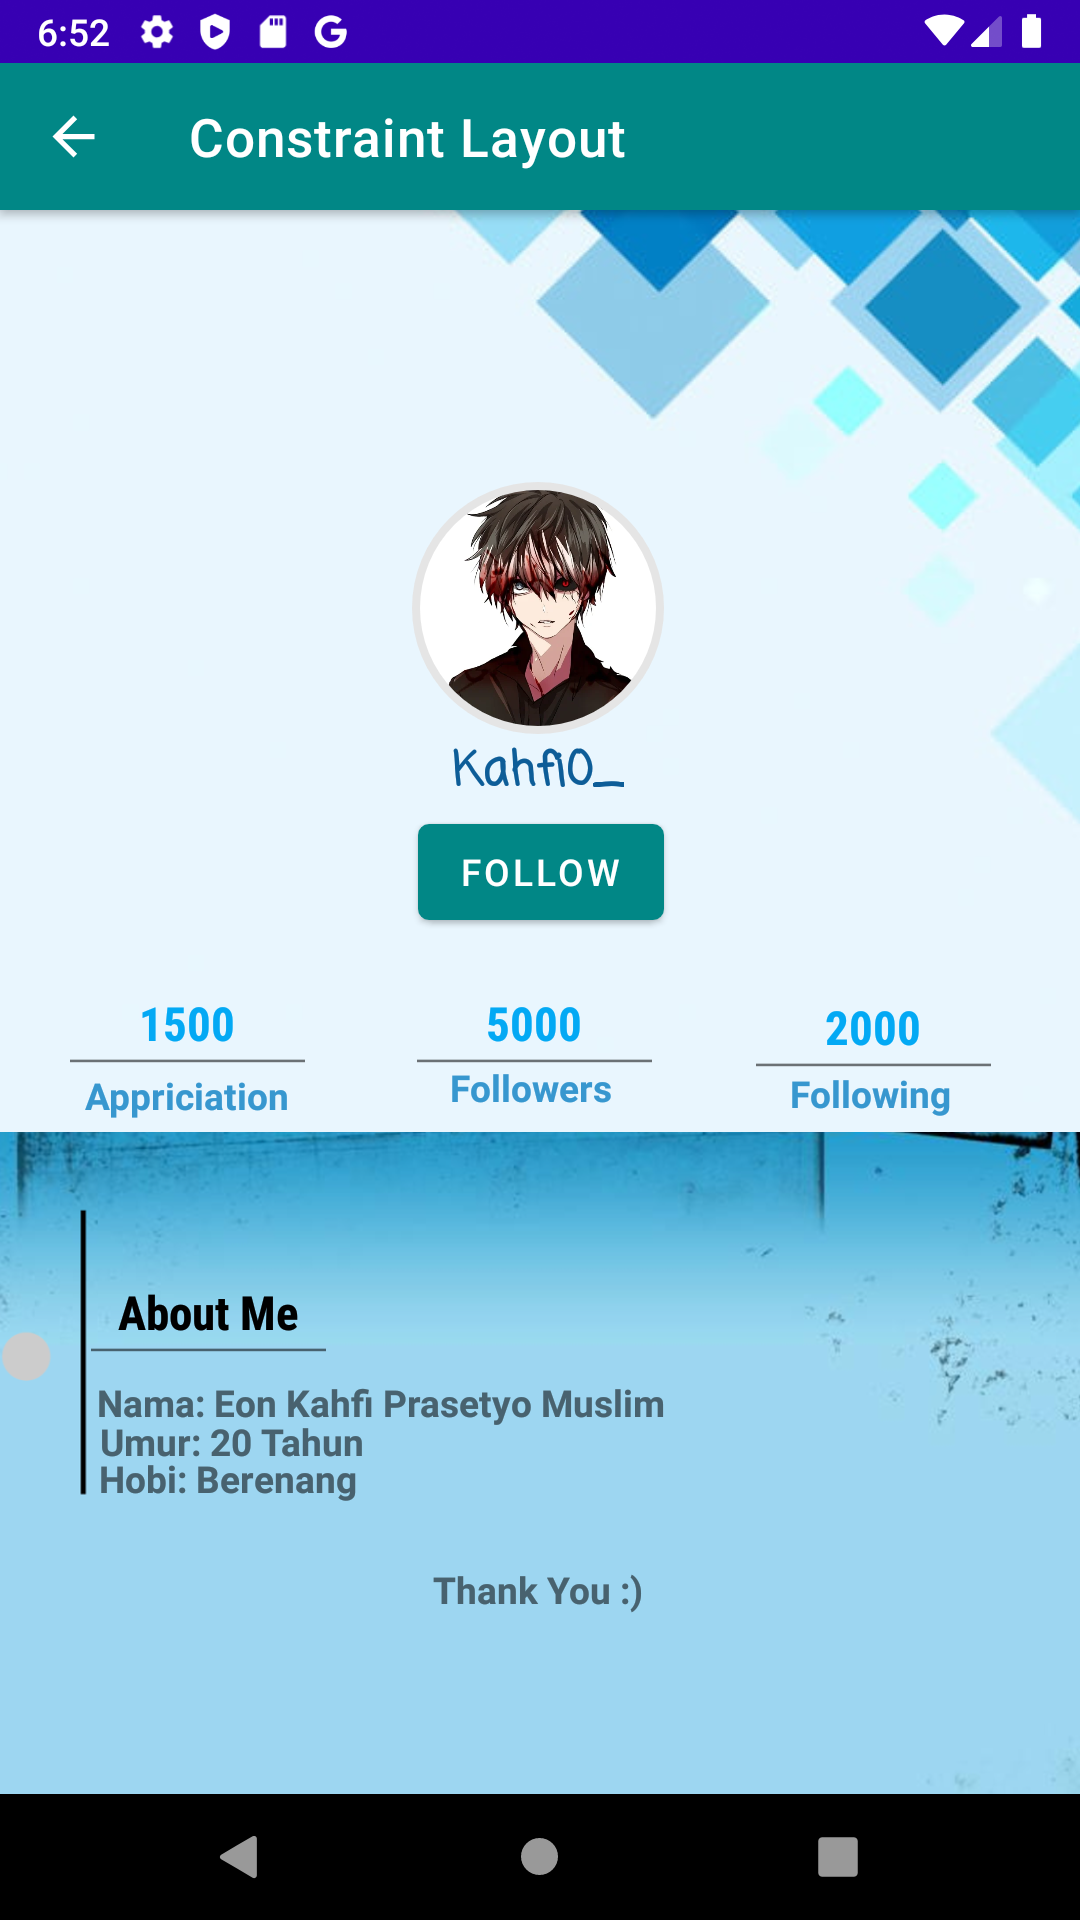 6:52
Constraint Layout
Kahfi0_
FOLLOW
1500 5000 2000
Appriciation Followers Following
About Me
Nama: Eon Kahfi Prasetyo Muslim
Umur: 20 Tahun
Hobi: Berenang
Thank You :)